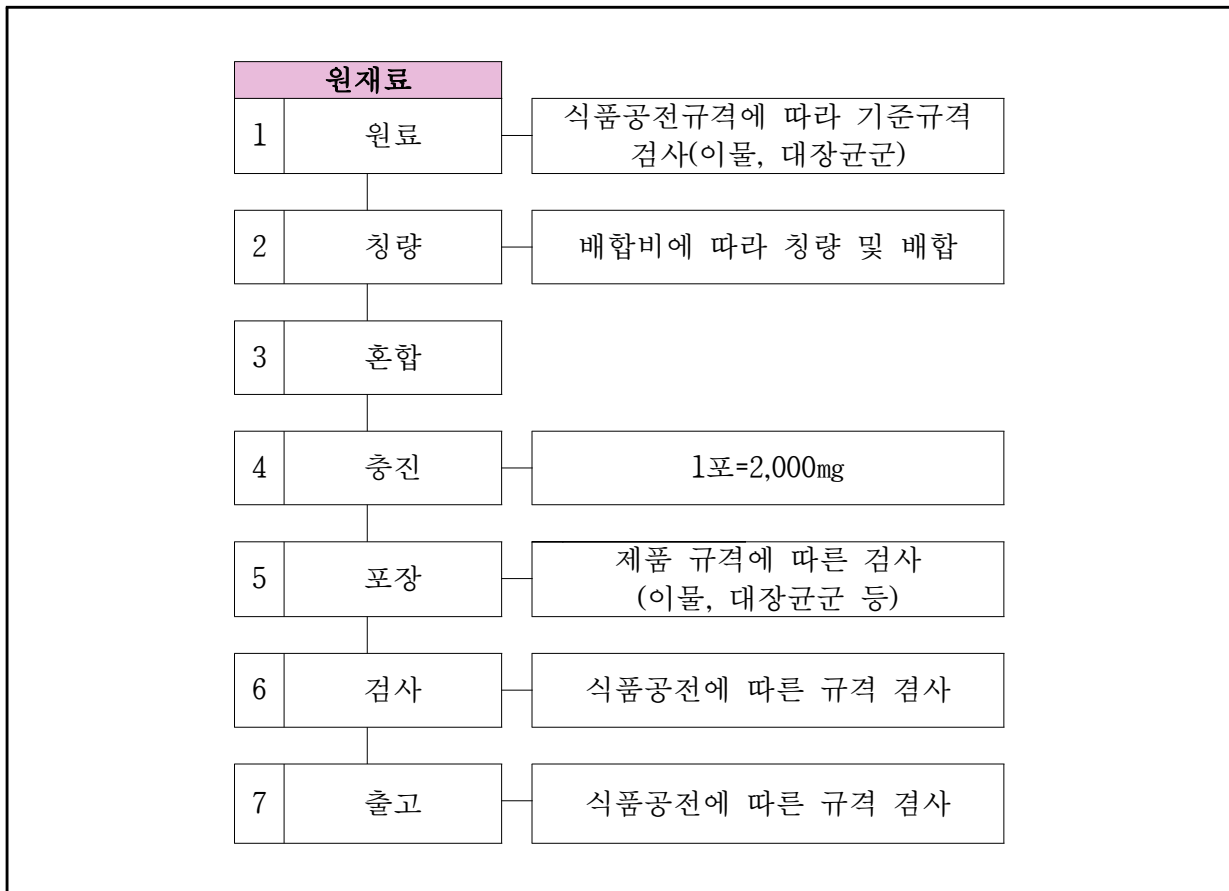 원재료
1 원료 식품공전규격에 따라 기준규격
검사(이물, 대장균군)
2 칭량 배합비에 따라 칭량 및 배합
3 혼합
4 충진 1포=2,000㎎
5 포장 제품 규격에 따른 검사
(이물, 대장균군 등)
6 검사 식품공전에 따른 규격 겸사
7 출고 식품공전에 따른 규격 겸사